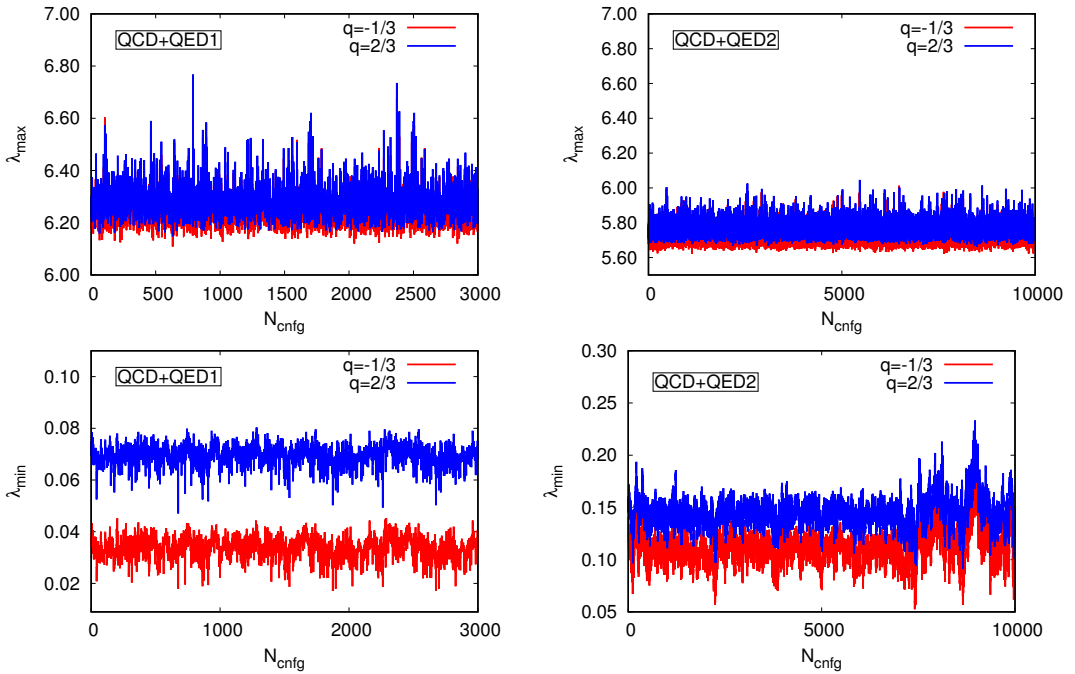 7.00
6.80
6.60
6.40
6.20
6.00
λmax
QCD+QED1
q=-1/3
q=2/3
0 500 1000 1500 2000 2500 3000
Ncnfg
7.00
6.80
6.60
6.40
6.20
6.00
5.80
5.60
λmax
QCD+QED2
q=-1/3
q=2/3
0 5000 10000
Ncnfg
0.10
0.08
0.06
0.04
0.02
λmin
QCD+QED1
q=-1/3
q=2/3
0 1000 2000 3000
Ncnfg
0.30
0.25
0.20
0.15
0.10
0.05
λmin
QCD+QED2
q=-1/3
q=2/3
0 5000 10000
Ncnfg